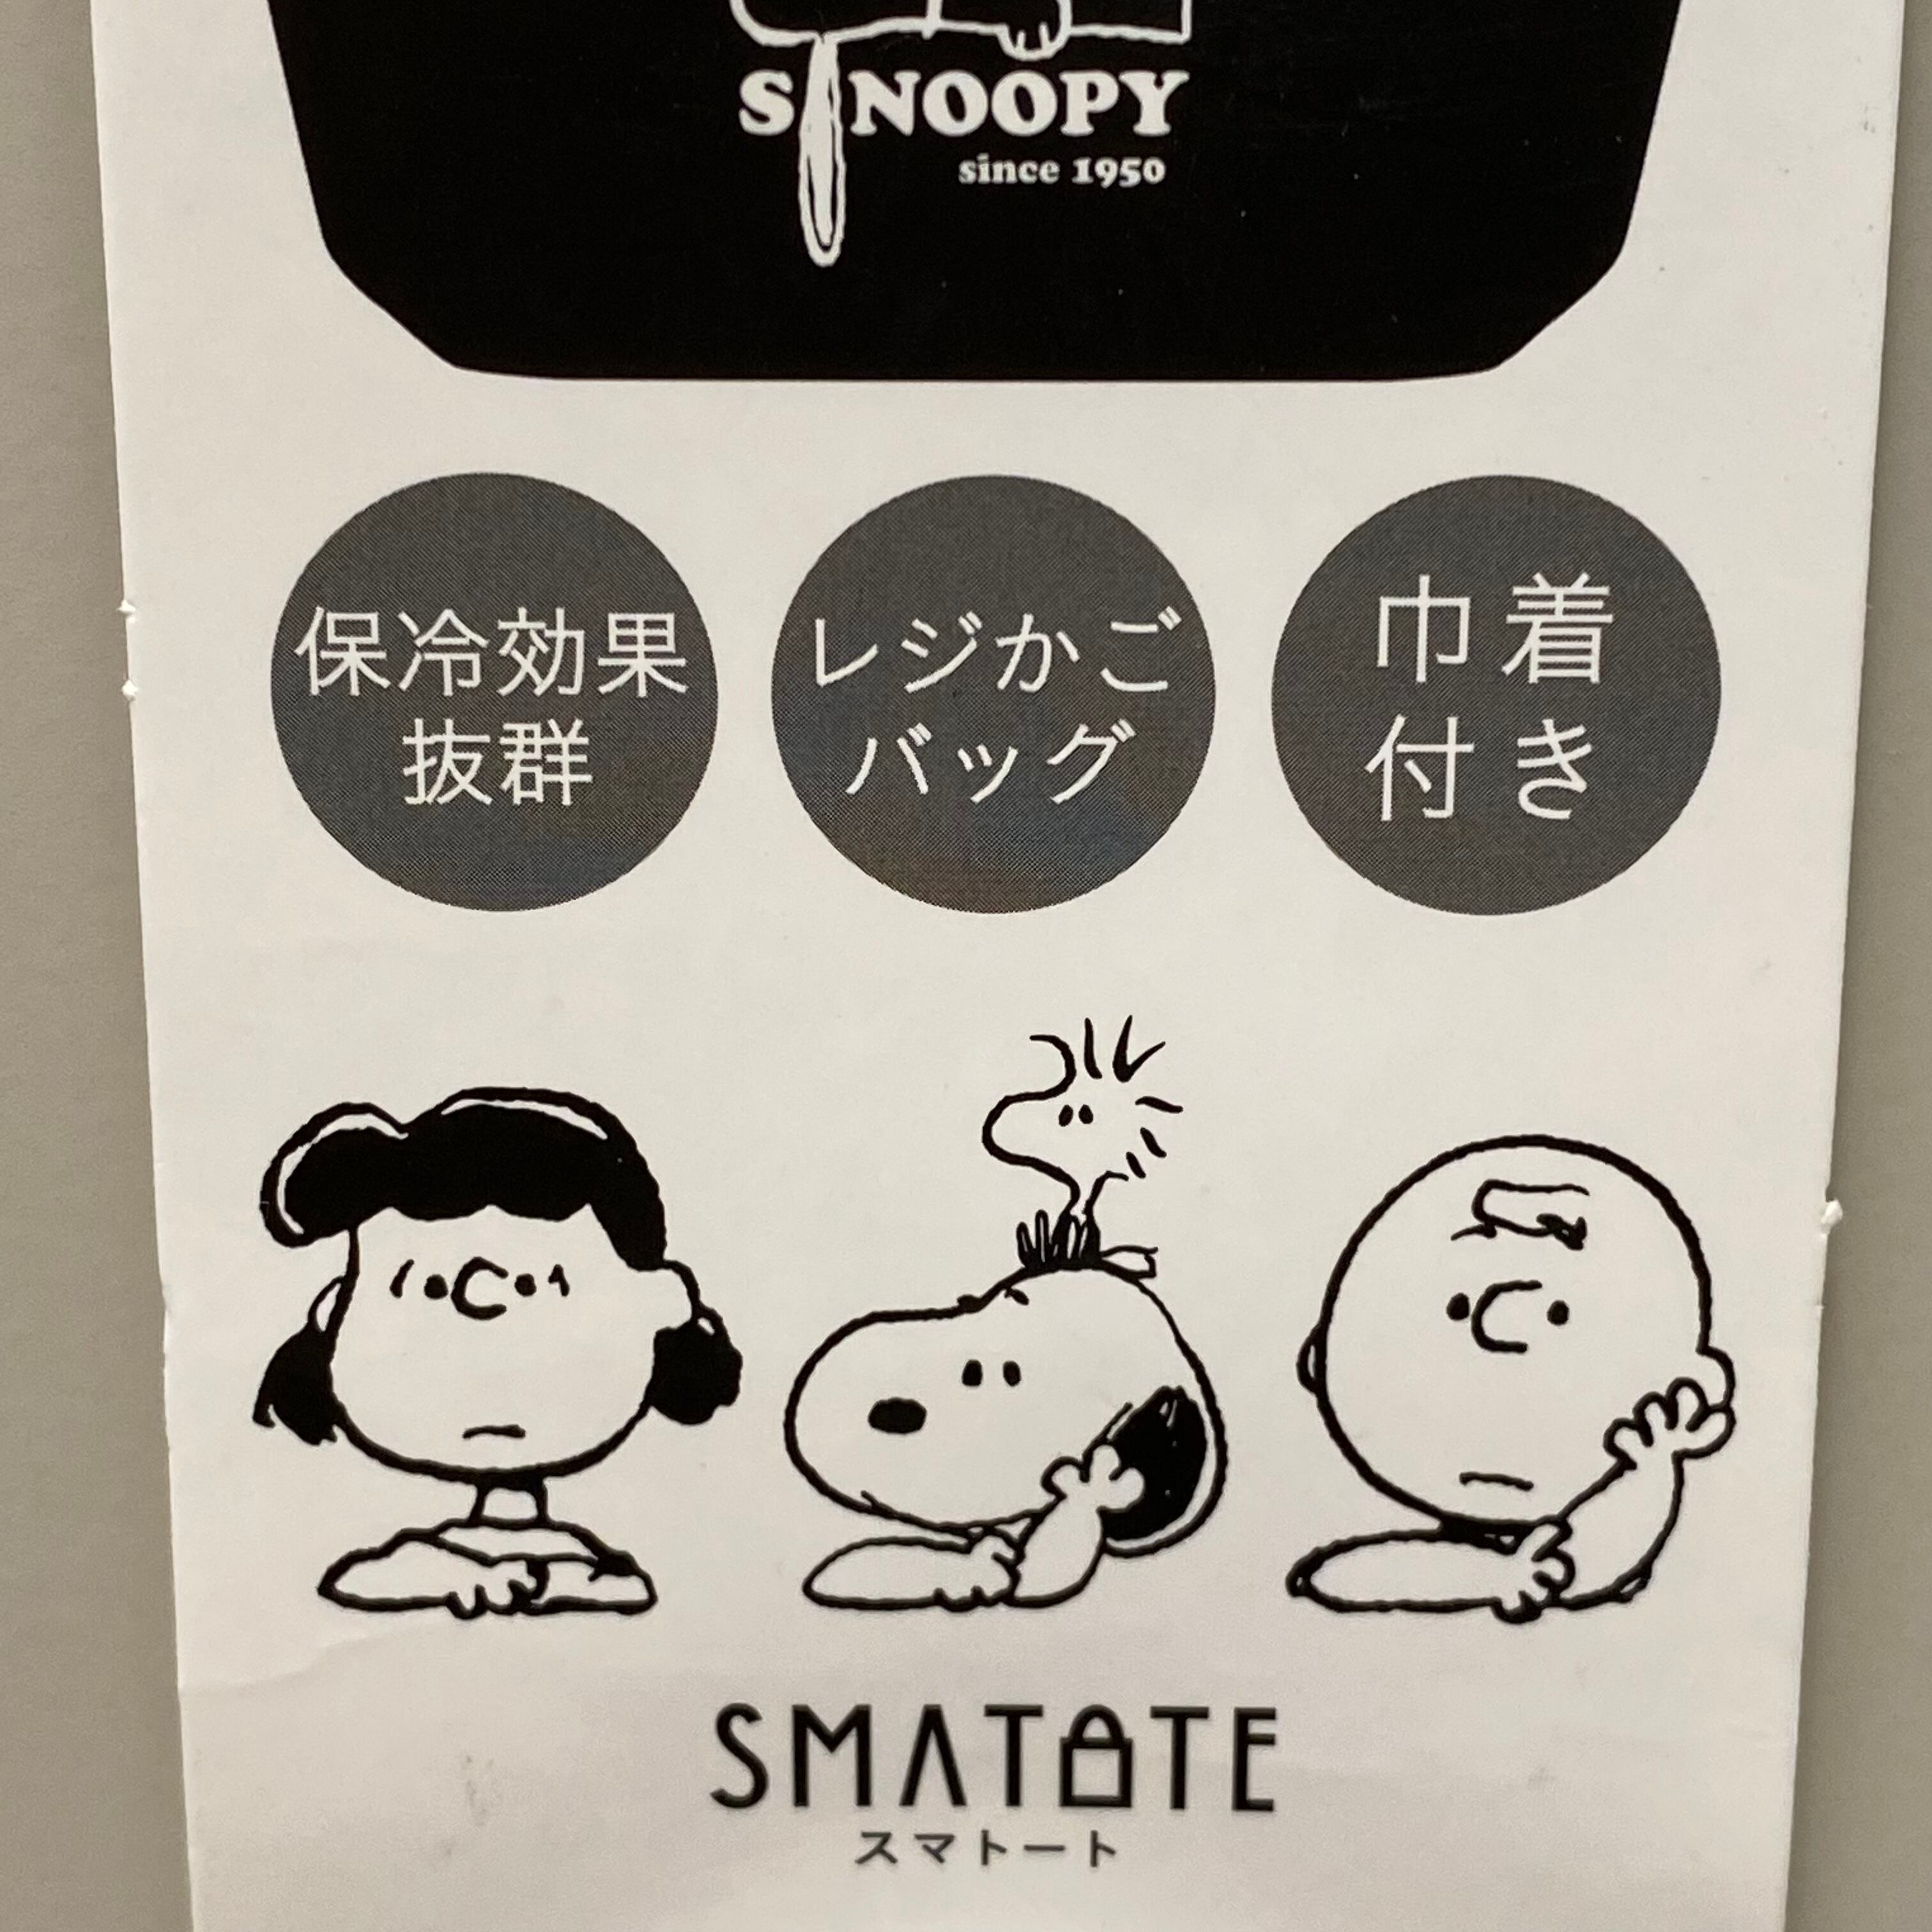 SNOOPY
since 1950
保冷効果
抜群
レジかご
バッグ
巾着
付き
SMATOTE
スマトート